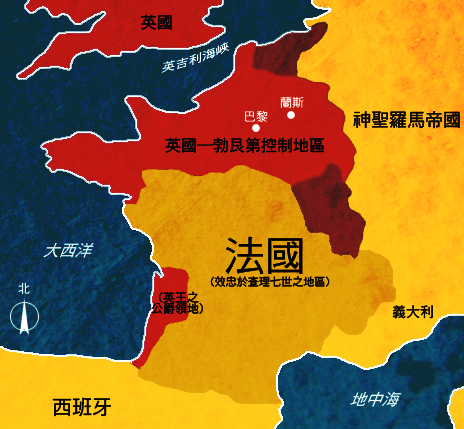 英國
英吉利海峽
巴黎
蘭斯
神聖羅馬帝國
英國—勃艮第控制地區
大西洋
法國
（效忠於查理七世之地區）
北
（英王之
公爵領地）
義大利
西班牙
地中海